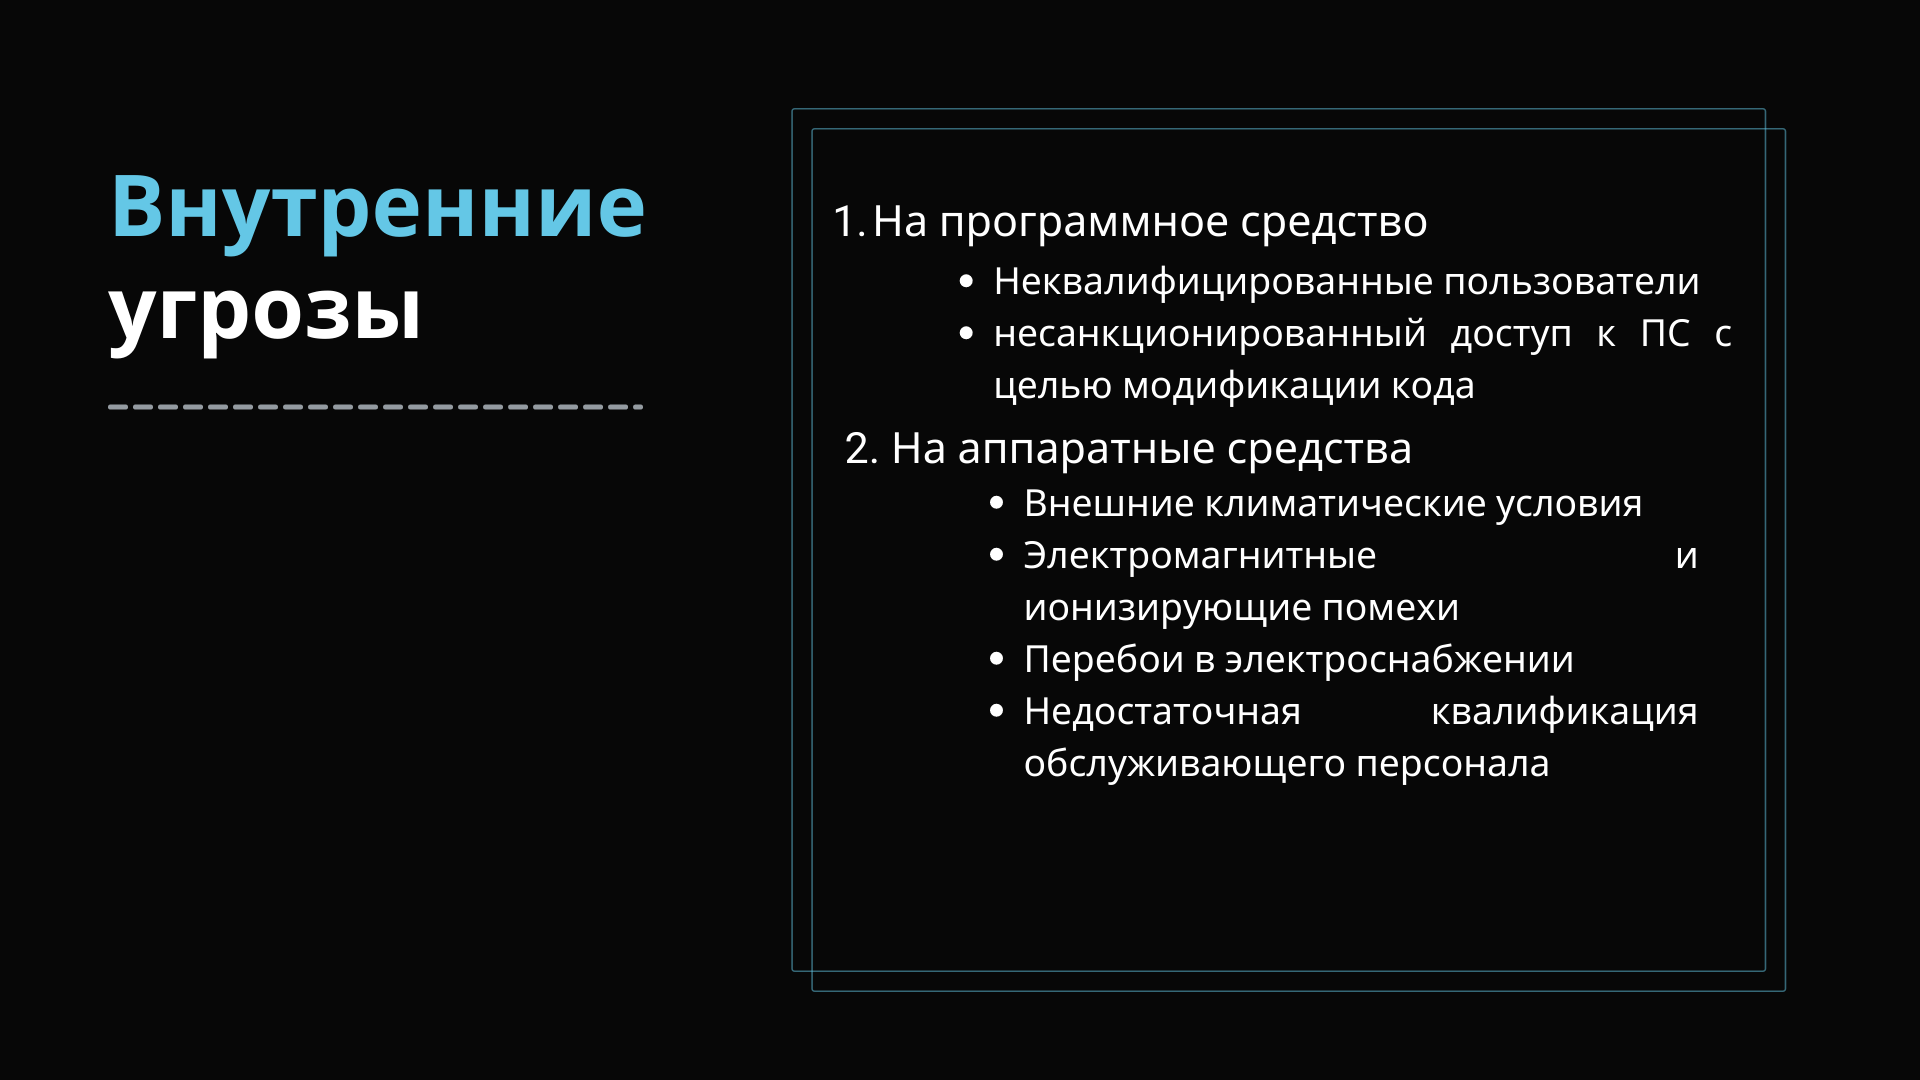 Внутренние
угрозы
1. На программное средство
• Неквалифицированные пользователи
• несанкционированный доступ к ПС с
целью модификации кода
2. На аппаратные средства
• Внешние климатические условия
• Электромагнитные и
ионизирующие помехи
• Перебои в электроснабжении
• Недостаточная квалификация
обслуживающего персонала